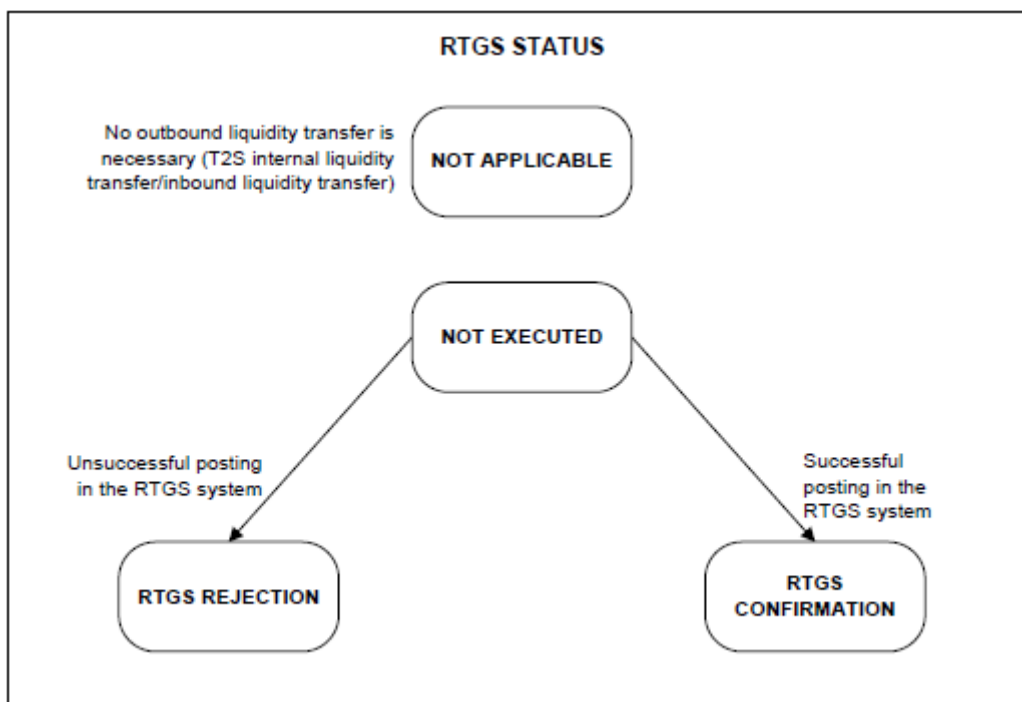 RTGS STATUS
No outbound liquidity transfer is
necessary (T2S internal liquidity
transfer/inbound liquidity transfer)
NOT APPLICABLE
NOT EXECUTED
Unsuccessful posting
in the RTGS system
Successful
posting in the
RTGS system
RTGS REJECTION
RTGS
CONFIRMATION